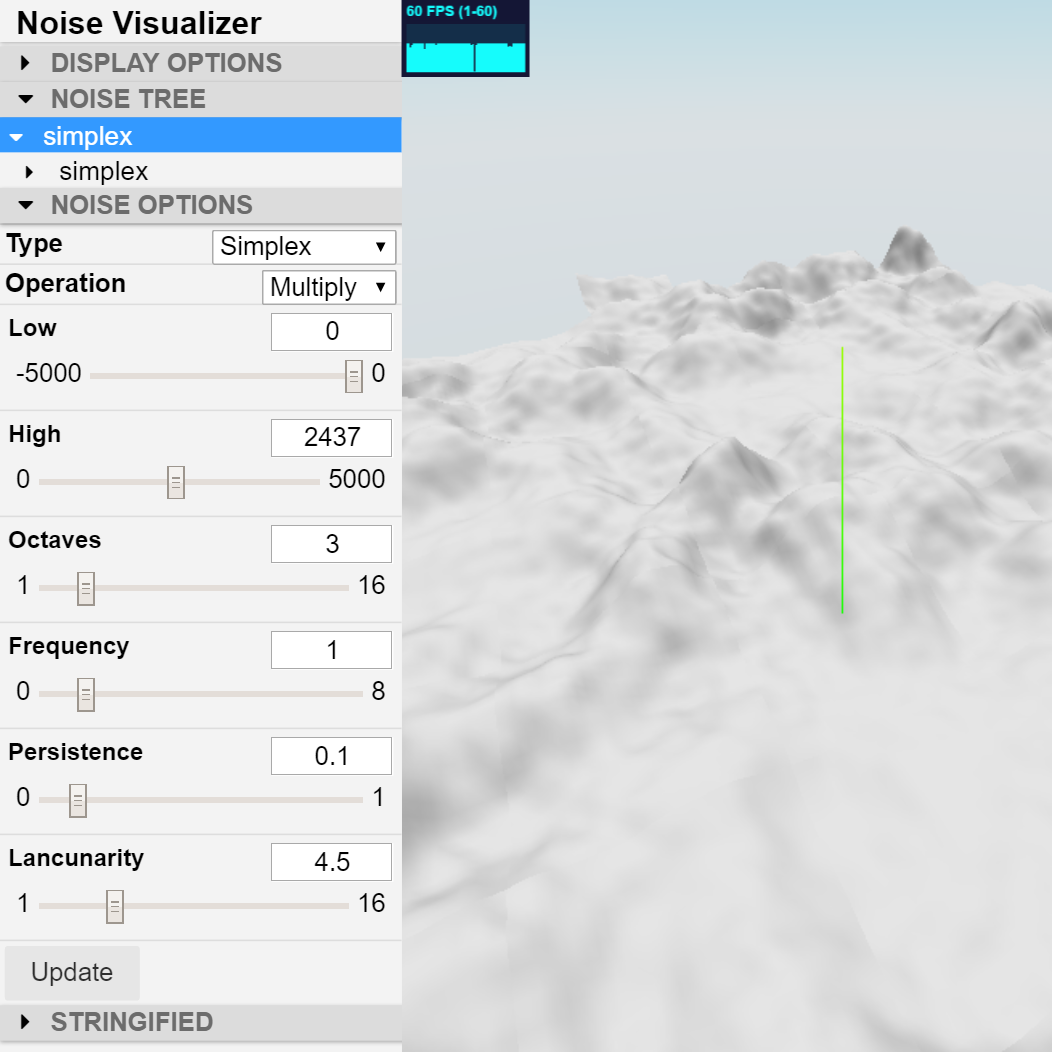 Noise Visualizer
60 FPS (1-60)
DISPLAY OPTIONS
NOISE TREE
simplex
simplex
NOISE OPTIONS
Type Simplex
Operation Multiply
Low 0
-5000 0
High 2437
0 5000
Octaves 3
1 16
Frequency 1
0 8
Persistence 0.1
0 1
Lancunarity 4.5
1 16
Update
STRINGIFIED